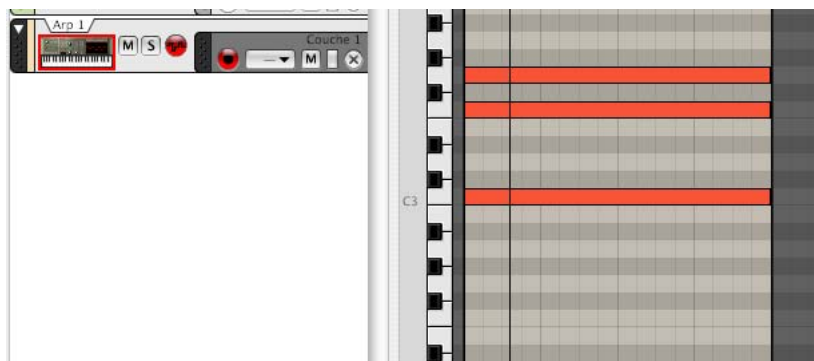 Arp 1
M S
Couche 1
— M X
C3